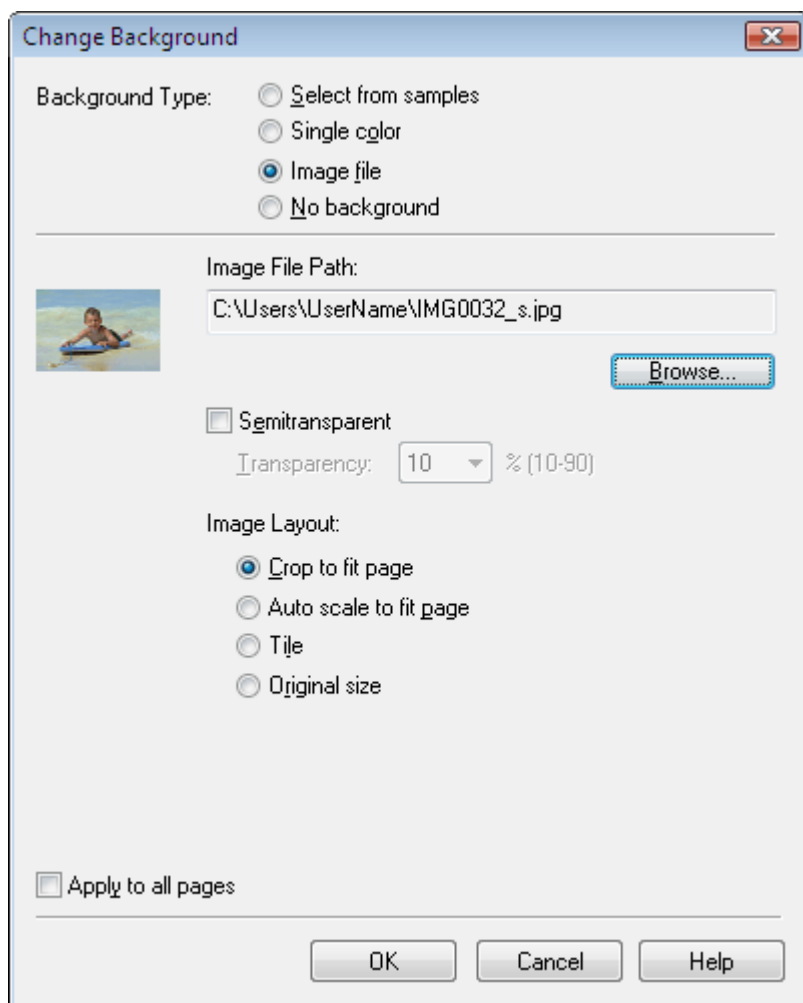 Change Background
Background Type:
Select from samples
Single color
Image file
No background
Image File Path:
C:\Users\UserName\IMG0032_s.jpg
Browse...
Semitransparent
Transparency: 10 % (10-90)
Image Layout:
Crop to fit page
Auto scale to fit page
Tile
Original size
Apply to all pages
OK Cancel Help